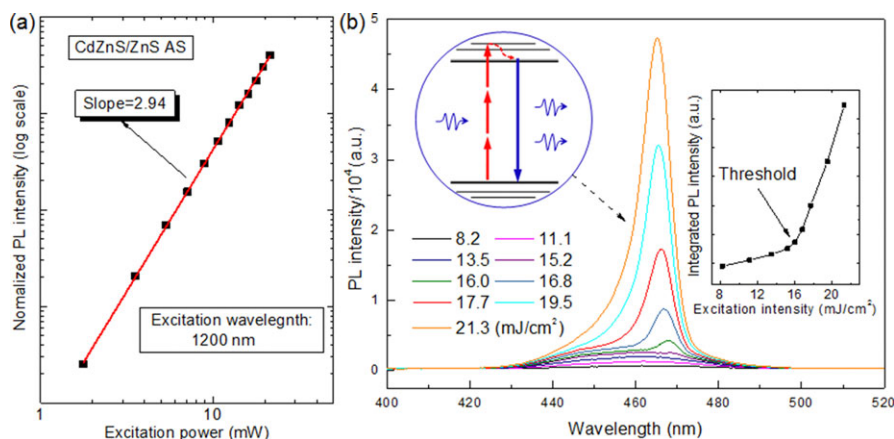 (a)
CdZnS/ZnS AS
Slope=2.94
Excitation wavelegnth:
1200 nm
Normalized PL intensity (log scale)
1 10
Excitation power (mW)
(b)
PL intensity/10⁴ (a.u.)
5
4
3
2
1
0
8.2 11.1
13.5 15.2
16.0 16.8
17.7 19.5
21.3 (mJ/cm²)
400 420 440 460 480 500 520
Wavelength (nm)
Integrated PL intensity (a.u.)
Threshold
8 12 16 20
Excitation intensity (mJ/cm²)